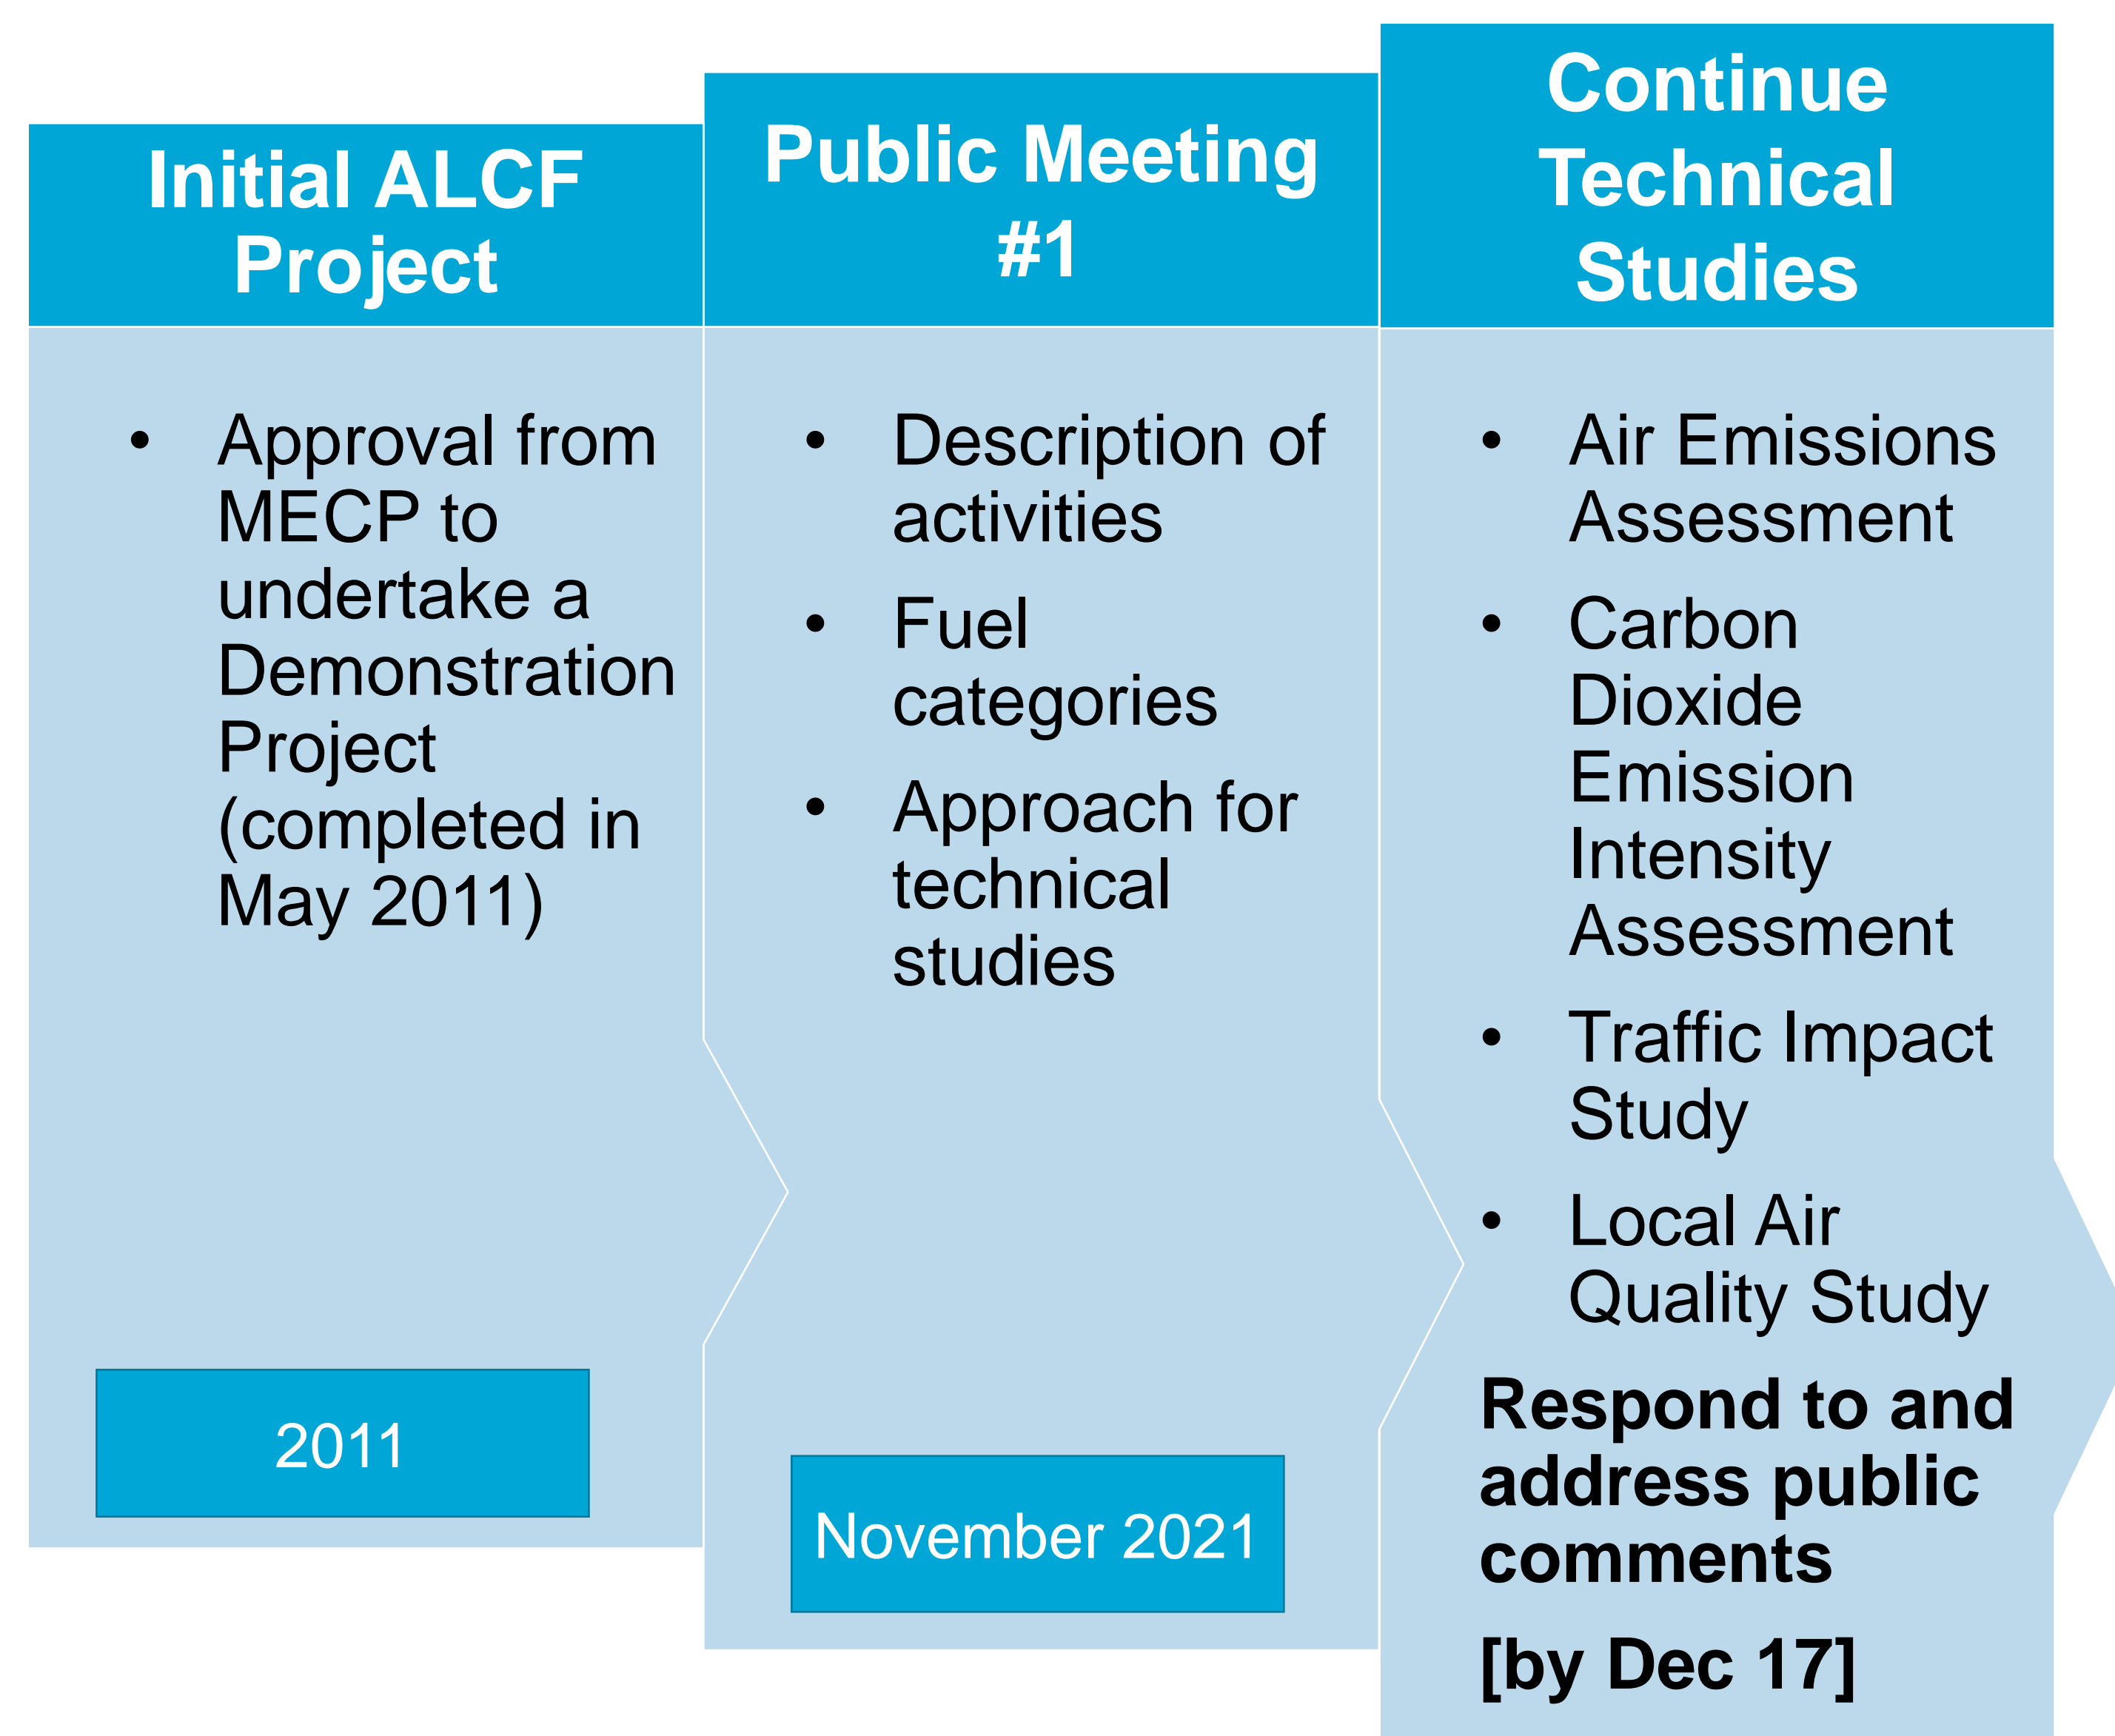 Initial ALCF
Project
• Approval from
MECP to
undertake a
Demonstration
Project
(completed in
May 2011)
2011
Public Meeting
#1
• Description of
activities
• Fuel
categories
• Approach for
technical
studies
November 2021
Continue
Technical
Studies
• Air Emissions
Assessment
• Carbon
Dioxide
Emission
Intensity
Assessment
• Traffic Impact
Study
• Local Air
Quality Study
Respond to and
address public
comments
[by Dec 17]